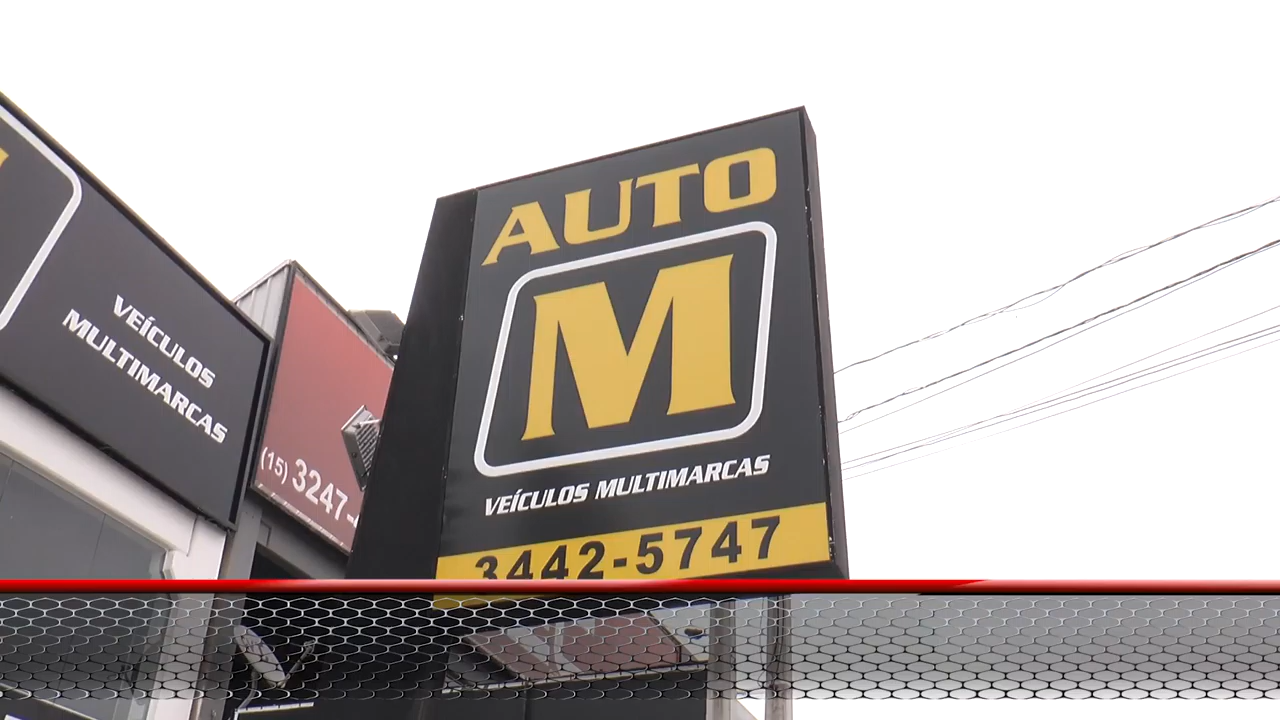 AUTO
M
VEÍCULOS MULTIMARCAS
3442-5747
VEÍCULOS
MULTIMARCAS
(15) 3247-